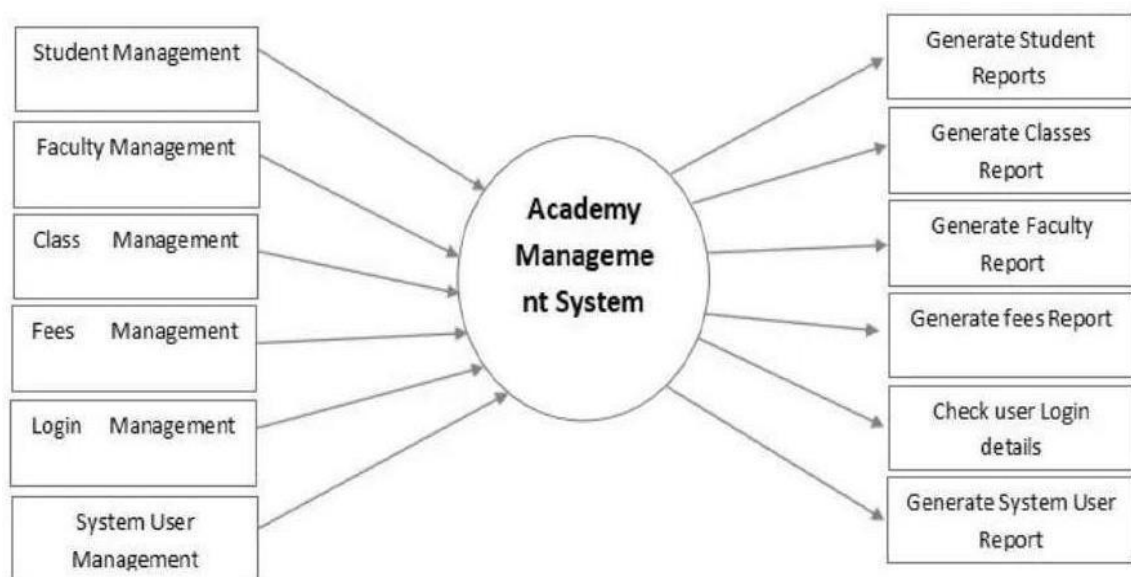 Student Management
Faculty Management
Class Management
Fees Management
Login Management
System User
Management
Academy
Manageme
nt System
Generate Student
Reports
Generate Classes
Report
Generate Faculty
Report
Generate fees Report
Check user Login
details
Generate System User
Report